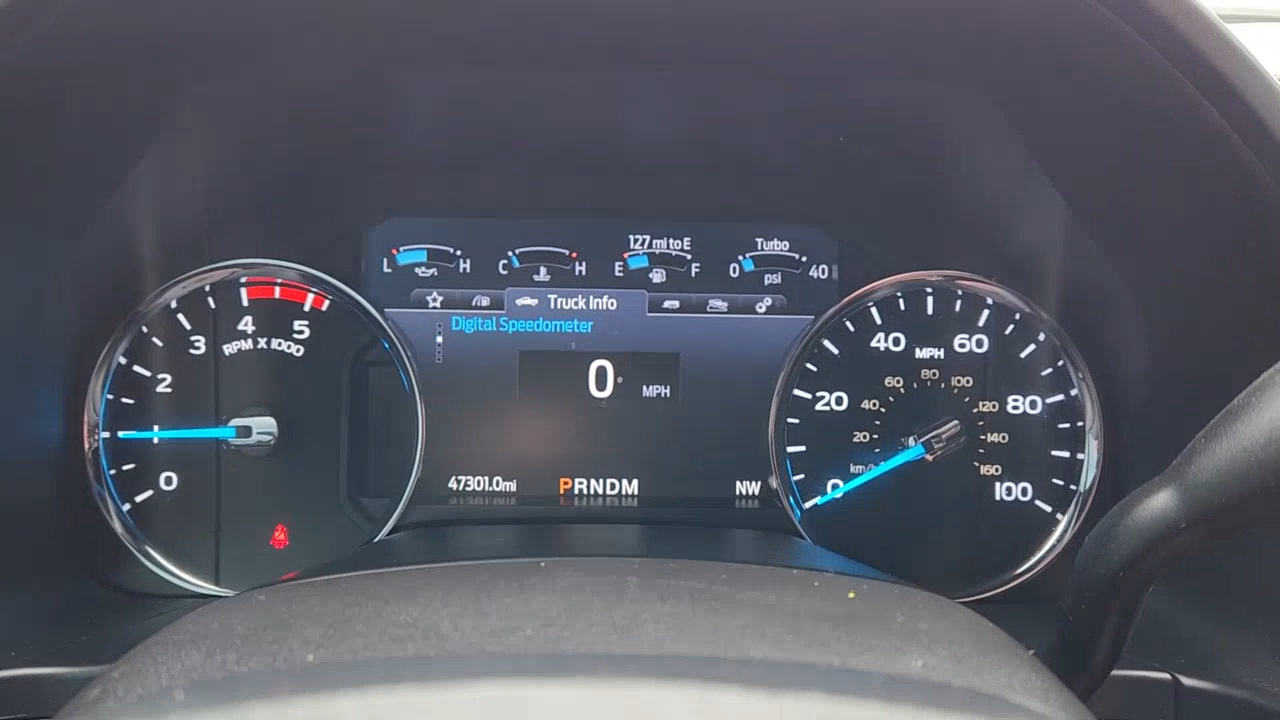 127 mi to E
Turbo
L H
C H
E F
0 40
psi
Truck Info
Digital Speedometer
0 MPH
47301.0mi
PRNDM
NW
0
1
2
3
4
5
RPM X 1000
0
20
40
60
80
100
MPH
km/h
20
40
60
80
100
120
140
160